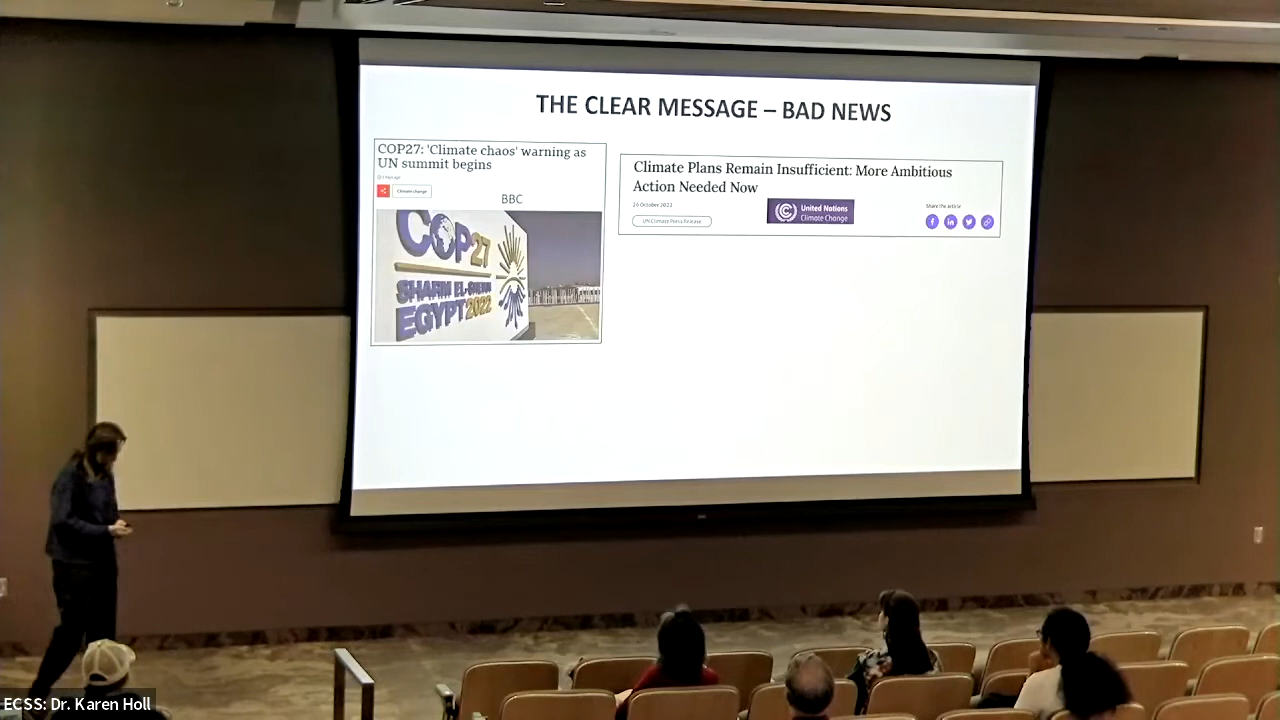 THE CLEAR MESSAGE – BAD NEWS
COP27: 'Climate chaos' warning as
UN summit begins
Climate change
BBC
COP27
SHARM EL-SHEIKH
EGYPT2022
Climate Plans Remain Insufficient: More Ambitious
Action Needed Now
26 October 2022
UN Climate Press Release
United Nations
Climate Change
Share the article
ECSS: Dr. Karen Holl